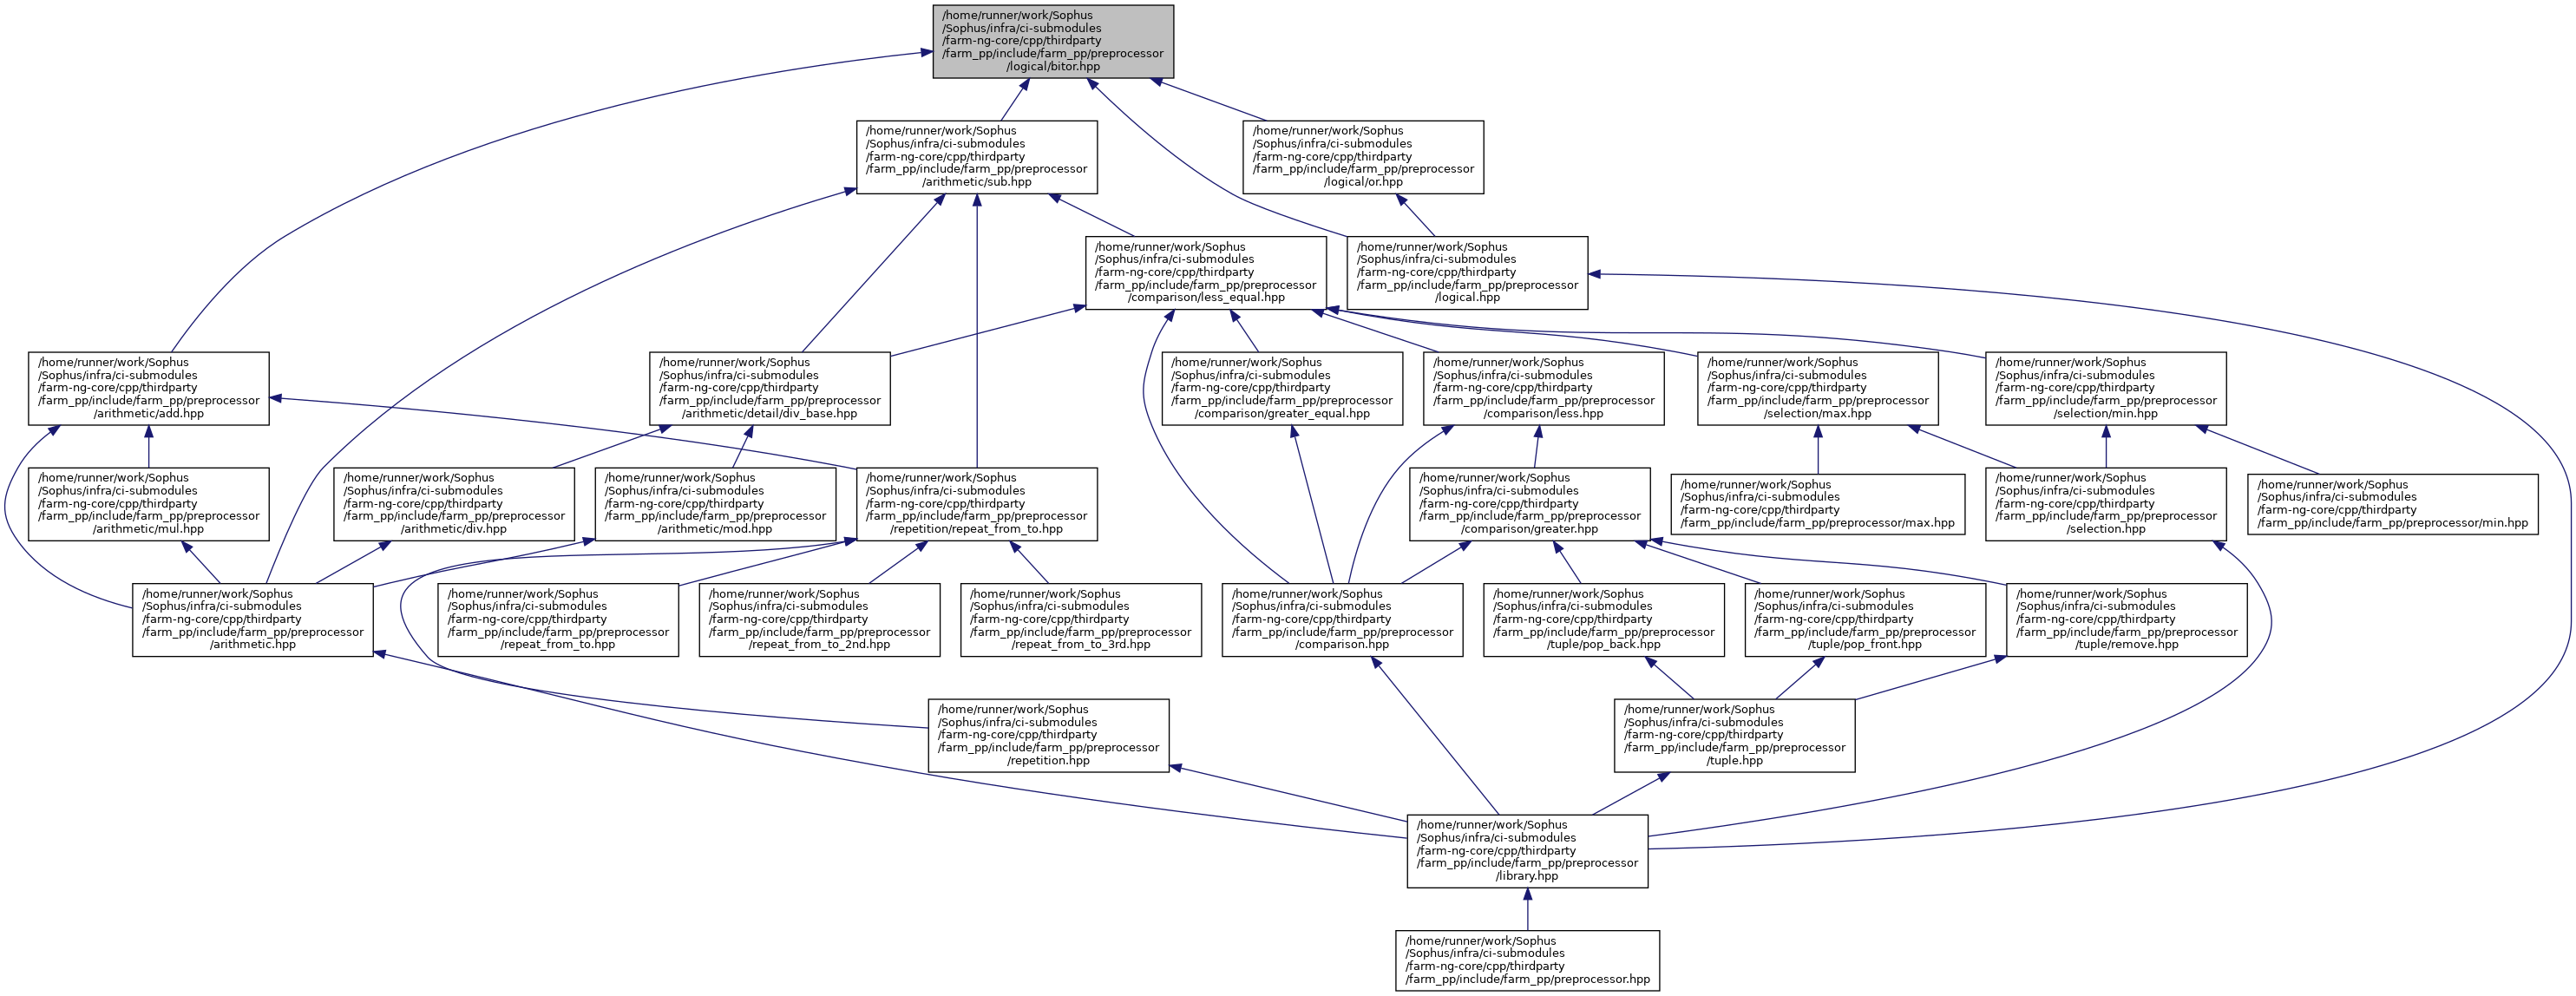 /home/runner/work/Sophus
/Sophus/infra/ci-submodules
/farm-ng-core/cpp/thirdparty
/farm_pp/include/farm_pp/preprocessor
/logical/bitor.hpp
/home/runner/work/Sophus
/Sophus/infra/ci-submodules
/farm-ng-core/cpp/thirdparty
/farm_pp/include/farm_pp/preprocessor
/arithmetic/sub.hpp
/home/runner/work/Sophus
/Sophus/infra/ci-submodules
/farm-ng-core/cpp/thirdparty
/farm_pp/include/farm_pp/preprocessor
/logical/or.hpp
/home/runner/work/Sophus
/Sophus/infra/ci-submodules
/farm-ng-core/cpp/thirdparty
/farm_pp/include/farm_pp/preprocessor
/comparison/less_equal.hpp
/home/runner/work/Sophus
/Sophus/infra/ci-submodules
/farm-ng-core/cpp/thirdparty
/farm_pp/include/farm_pp/preprocessor
/logical.hpp
/home/runner/work/Sophus
/Sophus/infra/ci-submodules
/farm-ng-core/cpp/thirdparty
/farm_pp/include/farm_pp/preprocessor
/arithmetic/add.hpp
/home/runner/work/Sophus
/Sophus/infra/ci-submodules
/farm-ng-core/cpp/thirdparty
/farm_pp/include/farm_pp/preprocessor
/arithmetic/detail/div_base.hpp
/home/runner/work/Sophus
/Sophus/infra/ci-submodules
/farm-ng-core/cpp/thirdparty
/farm_pp/include/farm_pp/preprocessor
/comparison/greater_equal.hpp
/home/runner/work/Sophus
/Sophus/infra/ci-submodules
/farm-ng-core/cpp/thirdparty
/farm_pp/include/farm_pp/preprocessor
/comparison/less.hpp
/home/runner/work/Sophus
/Sophus/infra/ci-submodules
/farm-ng-core/cpp/thirdparty
/farm_pp/include/farm_pp/preprocessor
/selection/max.hpp
/home/runner/work/Sophus
/Sophus/infra/ci-submodules
/farm-ng-core/cpp/thirdparty
/farm_pp/include/farm_pp/preprocessor
/selection/min.hpp
/home/runner/work/Sophus
/Sophus/infra/ci-submodules
/farm-ng-core/cpp/thirdparty
/farm_pp/include/farm_pp/preprocessor
/arithmetic/mul.hpp
/home/runner/work/Sophus
/Sophus/infra/ci-submodules
/farm-ng-core/cpp/thirdparty
/farm_pp/include/farm_pp/preprocessor
/arithmetic/div.hpp
/home/runner/work/Sophus
/Sophus/infra/ci-submodules
/farm-ng-core/cpp/thirdparty
/farm_pp/include/farm_pp/preprocessor
/arithmetic/mod.hpp
/home/runner/work/Sophus
/Sophus/infra/ci-submodules
/farm-ng-core/cpp/thirdparty
/farm_pp/include/farm_pp/preprocessor
/repetition/repeat_from_to.hpp
/home/runner/work/Sophus
/Sophus/infra/ci-submodules
/farm-ng-core/cpp/thirdparty
/farm_pp/include/farm_pp/preprocessor
/comparison/greater.hpp
/home/runner/work/Sophus
/Sophus/infra/ci-submodules
/farm-ng-core/cpp/thirdparty
/farm_pp/include/farm_pp/preprocessor/max.hpp
/home/runner/work/Sophus
/Sophus/infra/ci-submodules
/farm-ng-core/cpp/thirdparty
/farm_pp/include/farm_pp/preprocessor
/selection.hpp
/home/runner/work/Sophus
/Sophus/infra/ci-submodules
/farm-ng-core/cpp/thirdparty
/farm_pp/include/farm_pp/preprocessor/min.hpp
/home/runner/work/Sophus
/Sophus/infra/ci-submodules
/farm-ng-core/cpp/thirdparty
/farm_pp/include/farm_pp/preprocessor
/arithmetic.hpp
/home/runner/work/Sophus
/Sophus/infra/ci-submodules
/farm-ng-core/cpp/thirdparty
/farm_pp/include/farm_pp/preprocessor
/repeat_from_to.hpp
/home/runner/work/Sophus
/Sophus/infra/ci-submodules
/farm-ng-core/cpp/thirdparty
/farm_pp/include/farm_pp/preprocessor
/repeat_from_to_2nd.hpp
/home/runner/work/Sophus
/Sophus/infra/ci-submodules
/farm-ng-core/cpp/thirdparty
/farm_pp/include/farm_pp/preprocessor
/repeat_from_to_3rd.hpp
/home/runner/work/Sophus
/Sophus/infra/ci-submodules
/farm-ng-core/cpp/thirdparty
/farm_pp/include/farm_pp/preprocessor
/comparison.hpp
/home/runner/work/Sophus
/Sophus/infra/ci-submodules
/farm-ng-core/cpp/thirdparty
/farm_pp/include/farm_pp/preprocessor
/tuple/pop_back.hpp
/home/runner/work/Sophus
/Sophus/infra/ci-submodules
/farm-ng-core/cpp/thirdparty
/farm_pp/include/farm_pp/preprocessor
/tuple/pop_front.hpp
/home/runner/work/Sophus
/Sophus/infra/ci-submodules
/farm-ng-core/cpp/thirdparty
/farm_pp/include/farm_pp/preprocessor
/tuple/remove.hpp
/home/runner/work/Sophus
/Sophus/infra/ci-submodules
/farm-ng-core/cpp/thirdparty
/farm_pp/include/farm_pp/preprocessor
/repetition.hpp
/home/runner/work/Sophus
/Sophus/infra/ci-submodules
/farm-ng-core/cpp/thirdparty
/farm_pp/include/farm_pp/preprocessor
/tuple.hpp
/home/runner/work/Sophus
/Sophus/infra/ci-submodules
/farm-ng-core/cpp/thirdparty
/farm_pp/include/farm_pp/preprocessor
/library.hpp
/home/runner/work/Sophus
/Sophus/infra/ci-submodules
/farm-ng-core/cpp/thirdparty
/farm_pp/include/farm_pp/preprocessor.hpp